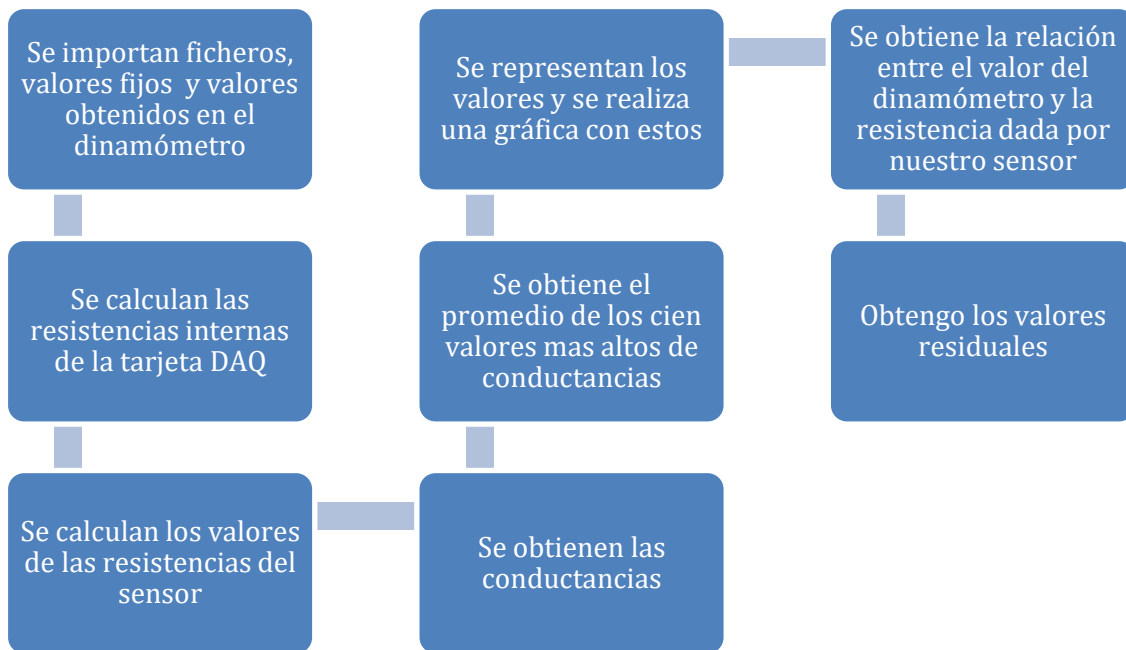 Se importan ficheros,
valores fijos y valores
obtenidos en el
dinamómetro
Se calculan las
resistencias internas
de la tarjeta DAQ
Se calculan los valores
de las resistencias del
sensor
Se obtienen las
conductancias
Se obtiene el
promedio de los cien
valores mas altos de
conductancias
Se representan los
valores y se realiza
una gráfica con estos
Se obtiene la relación
entre el valor del
dinamómetro y la
resistencia dada por
nuestro sensor
Obtengo los valores
residuales